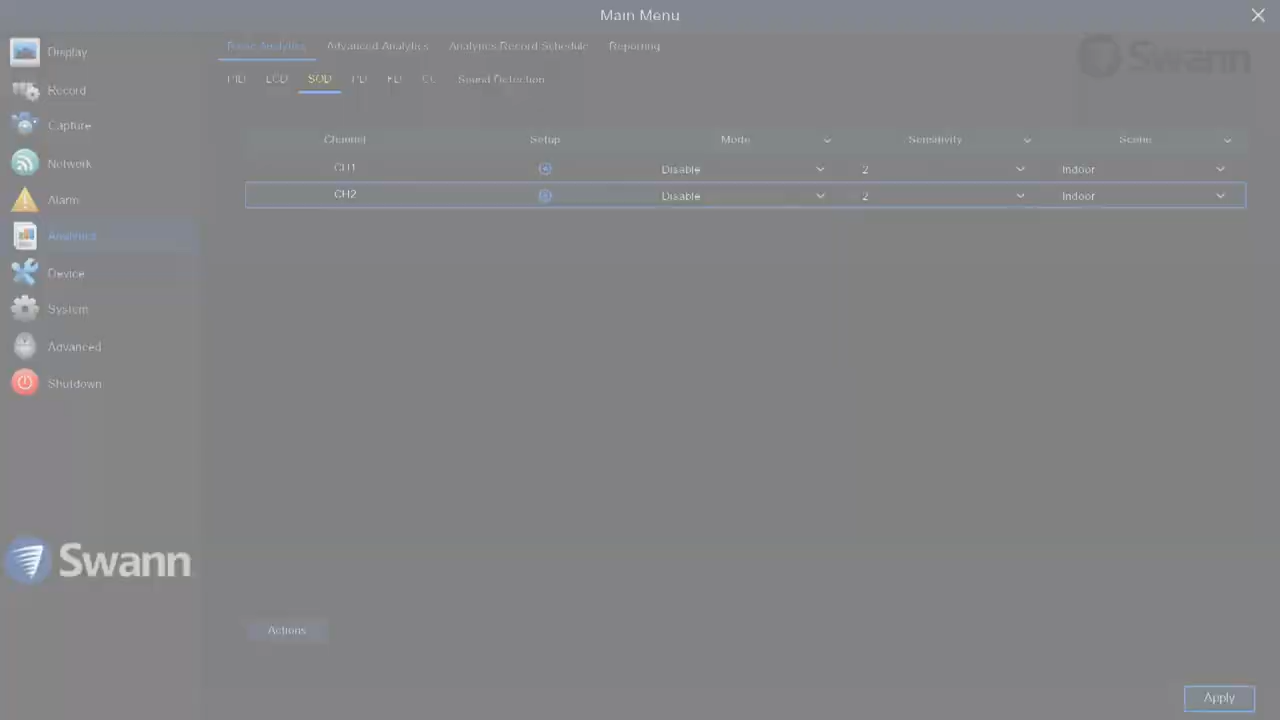 Main Menu
Display
Record
Capture
Network
Alarm
Analytics
Device
System
Advanced
Shutdown
Swann
Basic Analytics Advanced Analytics Analytics Record Schedule Reporting
PID LCD SOD PD FD CC Sound Detection
Swann
Channel Setup Mode Sensitivity Scene
CH1 Disable 2 Indoor
CH2 Disable 2 Indoor
Actions
Apply